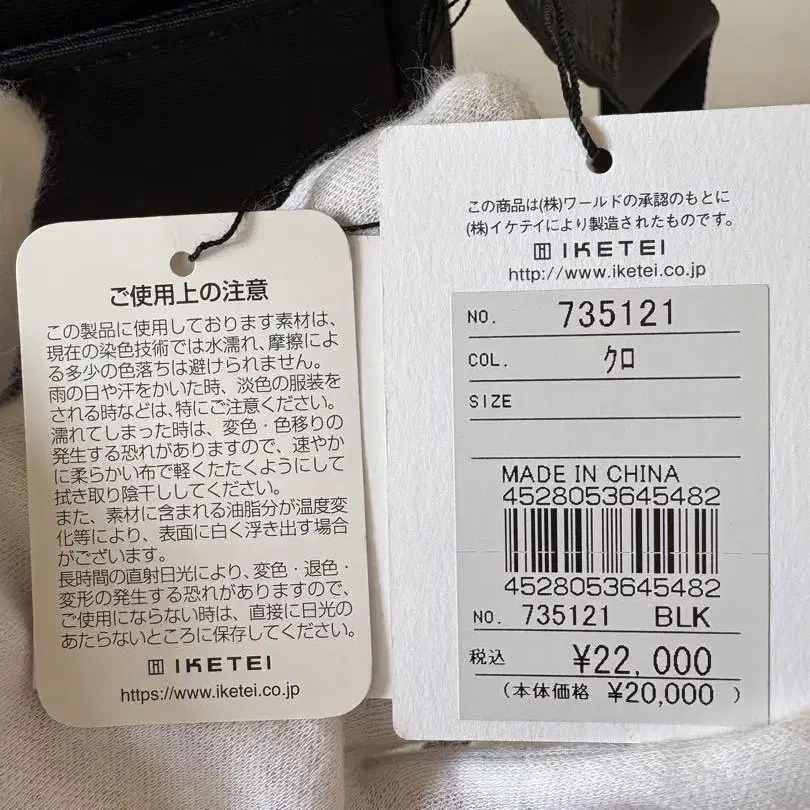 ご使用上の注意
この製品に使用しております素材は、
現在の染色技術では水濡れ、摩擦によ
る多少の色落ちは避けられません。
雨の日や汗をかいた時、淡色の服装を
される時などは、特にご注意ください。
濡れてしまった時は、変色・色移りの
発生する恐れがありますので、速やか
に柔らかい布で軽くたたくようにして
拭き取り陰干ししてください。
また、素材に含まれる油脂分が温度変
化等により、表面に白く浮き出す場合
がございます。
長時間の直射日光により、変色・退色・
変形の発生する恐れがありますので、
ご使用にならない時は、直接に日光の
あたらないところに保存してください。
IKETEI
https://www.iketei.co.jp
この商品は(株)ワールドの承認のもとに
(株)イケテイにより製造されたものです。
IKETEI
http://www.iketei.co.jp
NO. 735121
COL. クロ
SIZE
MADE IN CHINA
4528053645482
4528053645482
NO. 735121 BLK
税込 ¥22,000
(本体価格 ¥20,000)